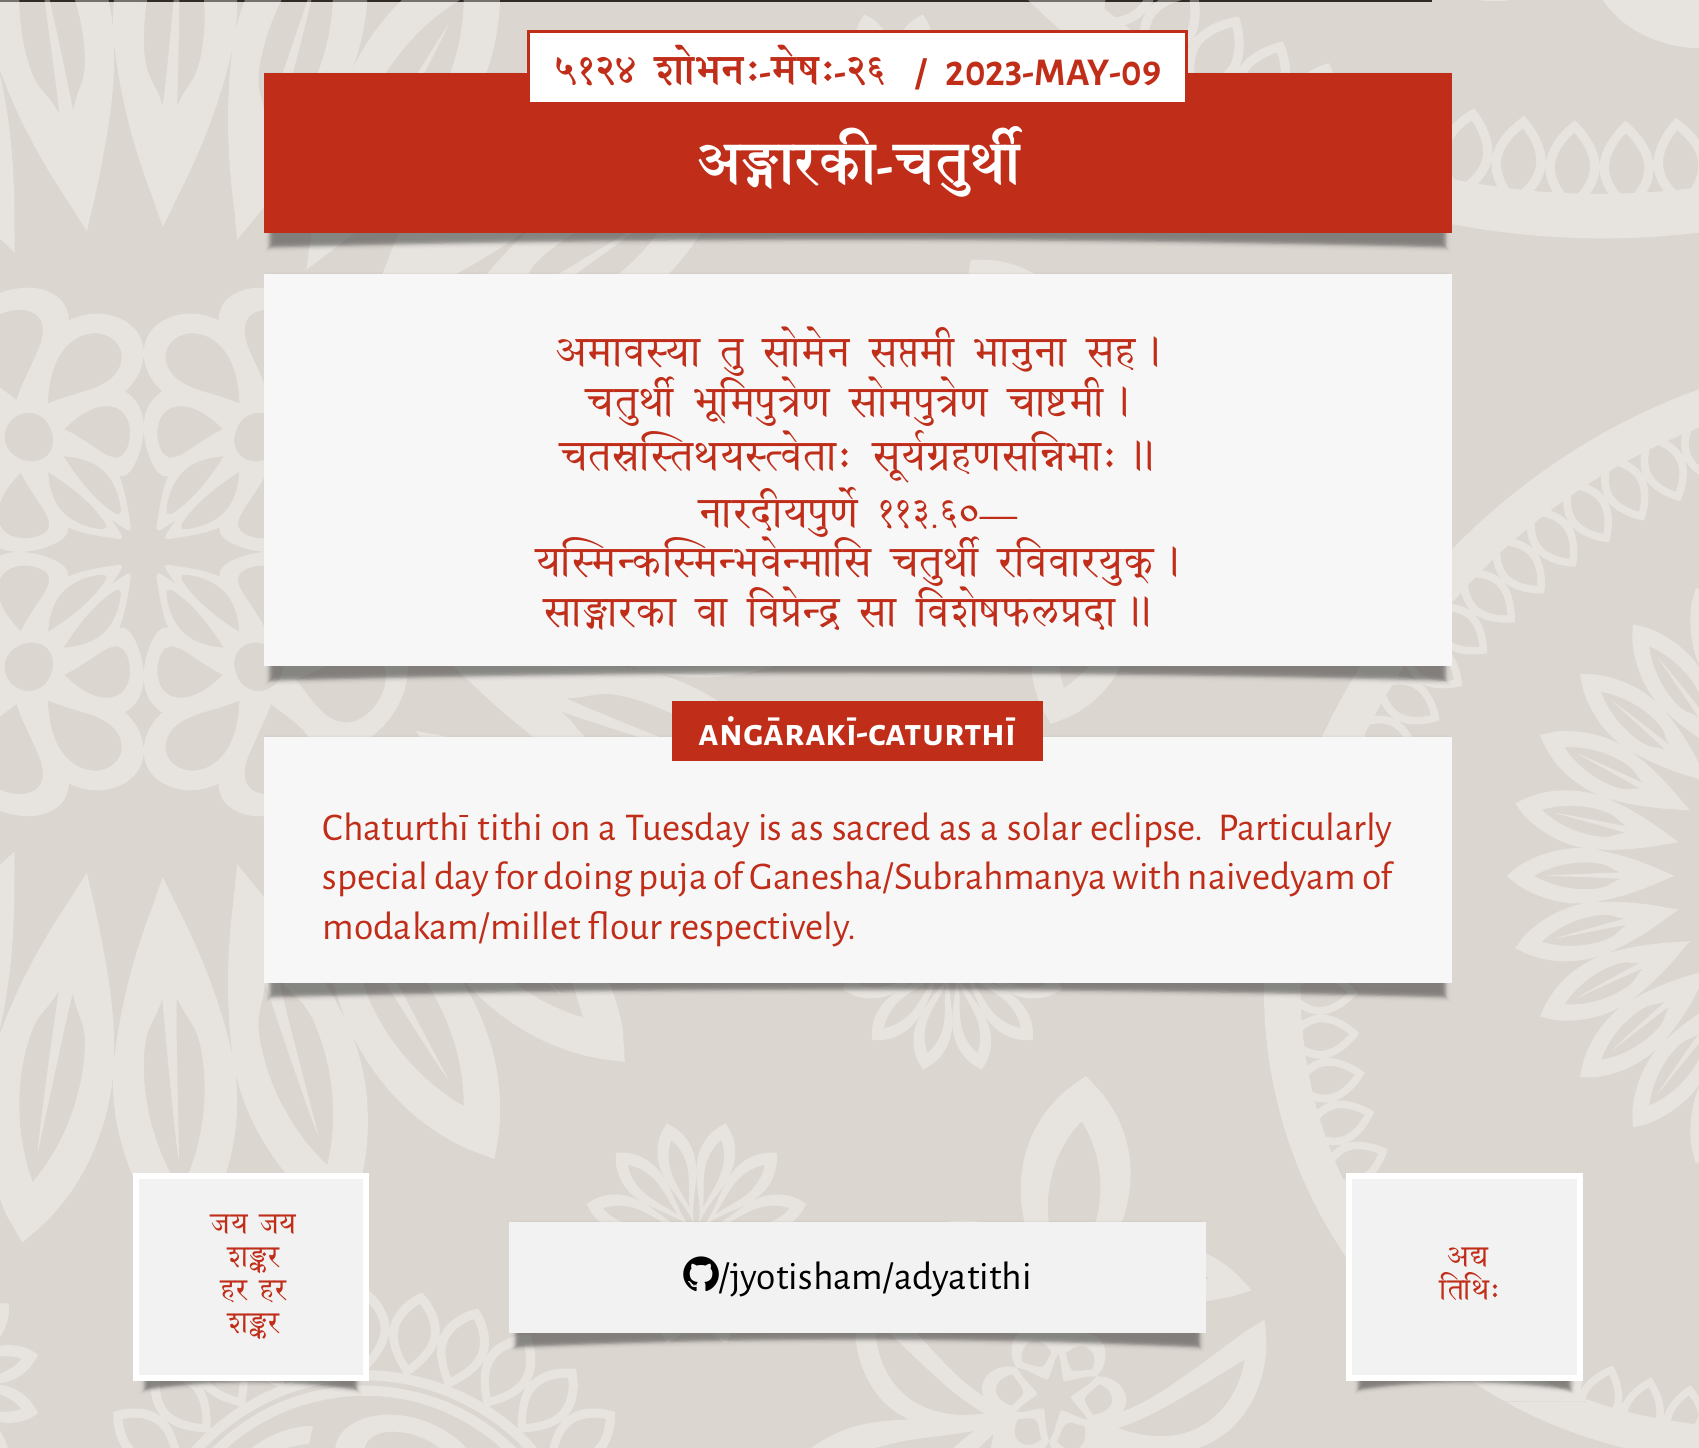 ५१२४ शोभनः-मेषः-२६ / 2023-MAY-09
अङ्गारकी-चतुर्थी
अमावस्या तु सोमेन सप्तमी भानुना सह ।
चतुर्थी भूमिपुत्रेण सोमपुत्रेण चाष्टमी ।
चतस्रस्तिथयस्त्वेताः सूर्यग्रहणसन्निभाः ॥
नारदीयपुर्णे ११३.६०—
यस्मिन्कस्मिन्भवेन्मासि चतुर्थी रविवारयुक् ।
साङ्गारका वा विप्रेन्द्र सा विशेषफलप्रदा ॥
AṄGĀRAKĪ-CATURTHĪ
Chaturthī tithi on a Tuesday is as sacred as a solar eclipse. Particularly
special day for doing puja of Ganesha/Subrahmanya with naivedyam of
modakam/millet flour respectively.
जय जय
शङ्कर
हर हर
शङ्कर
/jyotisham/adyatithi
अद्य
तिथिः